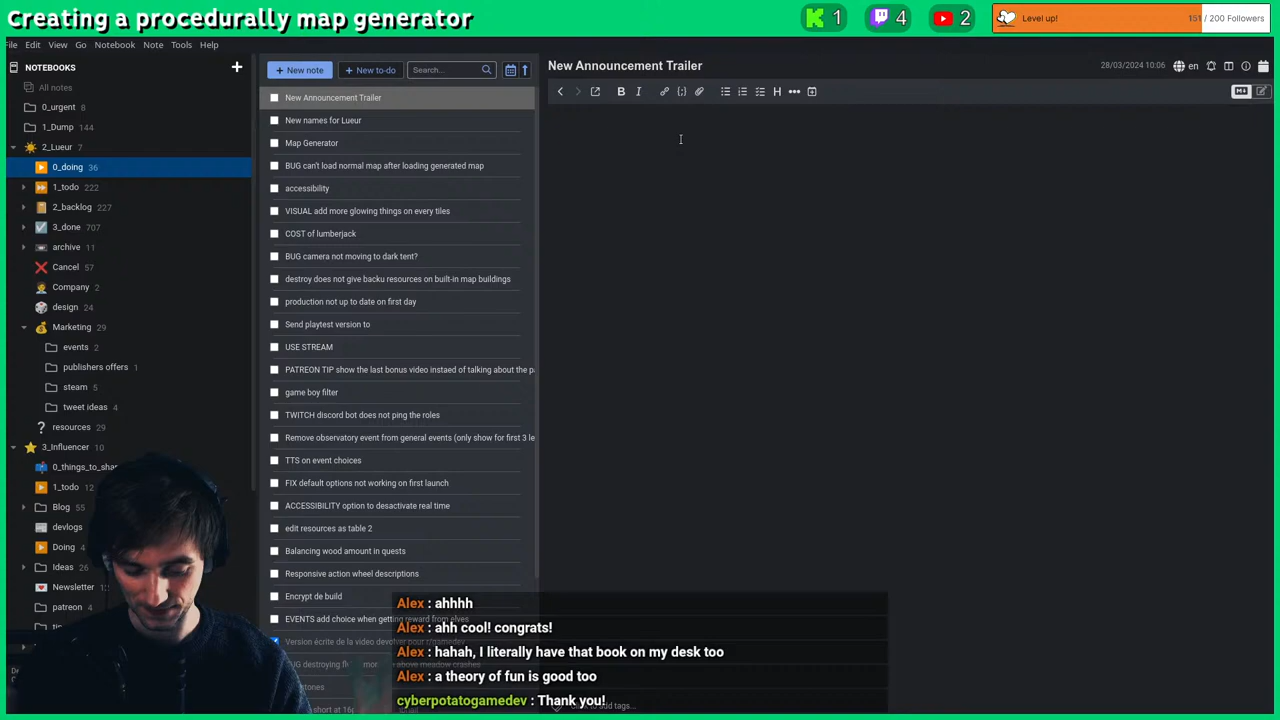 Creating a procedurally map generator
1
4
2
Level up!
151 / 200 Followers
File Edit View Go Notebook Note Tools Help
NOTEBOOKS
All notes
0_urgent 8
1_Dump 144
2_Lueur 7
0_doing 36
1_todo 222
2_backlog 227
3_done 707
archive 11
Cancel 57
Company 2
design 24
Marketing 29
events 2
publishers offers 1
steam 5
tweet ideas 4
resources 29
3_Influencer 10
0_things_to_shar
1_todo 12
Blog 55
devlogs
Doing 4
Ideas 26
Newsletter
patreon
New note
New to-do
Search...
New Announcement Trailer
New names for Lueur
Map Generator
BUG can't load normal map after loading generated map
accessibility
VISUAL add more glowing things on every tiles
COST of lumberjack
BUG camera not moving to dark tent?
destroy does not give backu resources on built-in map buildings
production not up to date on first day
Send playtest version to
USE STREAM
PATREON TIP show the last bonus video instaed of talking about the pa
game boy filter
TWITCH discord bot does not ping the roles
Remove observatory event from general events (only show for first 3 le
TTS on event choices
FIX default options not working on first launch
ACCESSIBILITY option to desactivate real time
edit resources as table 2
Balancing wood amount in quests
Responsive action wheel descriptions
Encrypt de build
EVENTS add choice when getting reward from elves
Version écrite de la video devolver pour r/gamedev
New Announcement Trailer
28/03/2024 10:06
en
Alex : ahhhh
Alex : ahh cool! congrats!
Alex : hahah, I literally have that book on my desk too
Alex : a theory of fun is good too
cyberpotatogamedev : Thank you!